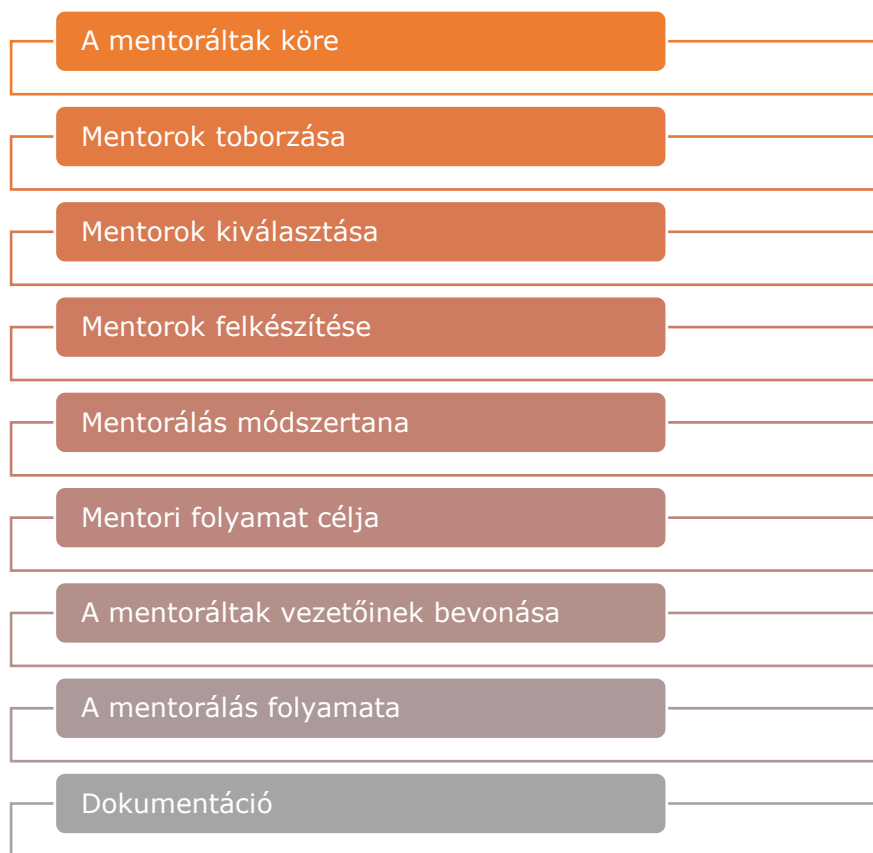 A mentoráltak köre
Mentorok toborzása
Mentorok kiválasztása
Mentorok felkészítése
Mentorálás módszertana
Mentori folyamat célja
A mentoráltak vezetőinek bevonása
A mentorálás folyamata
Dokumentáció